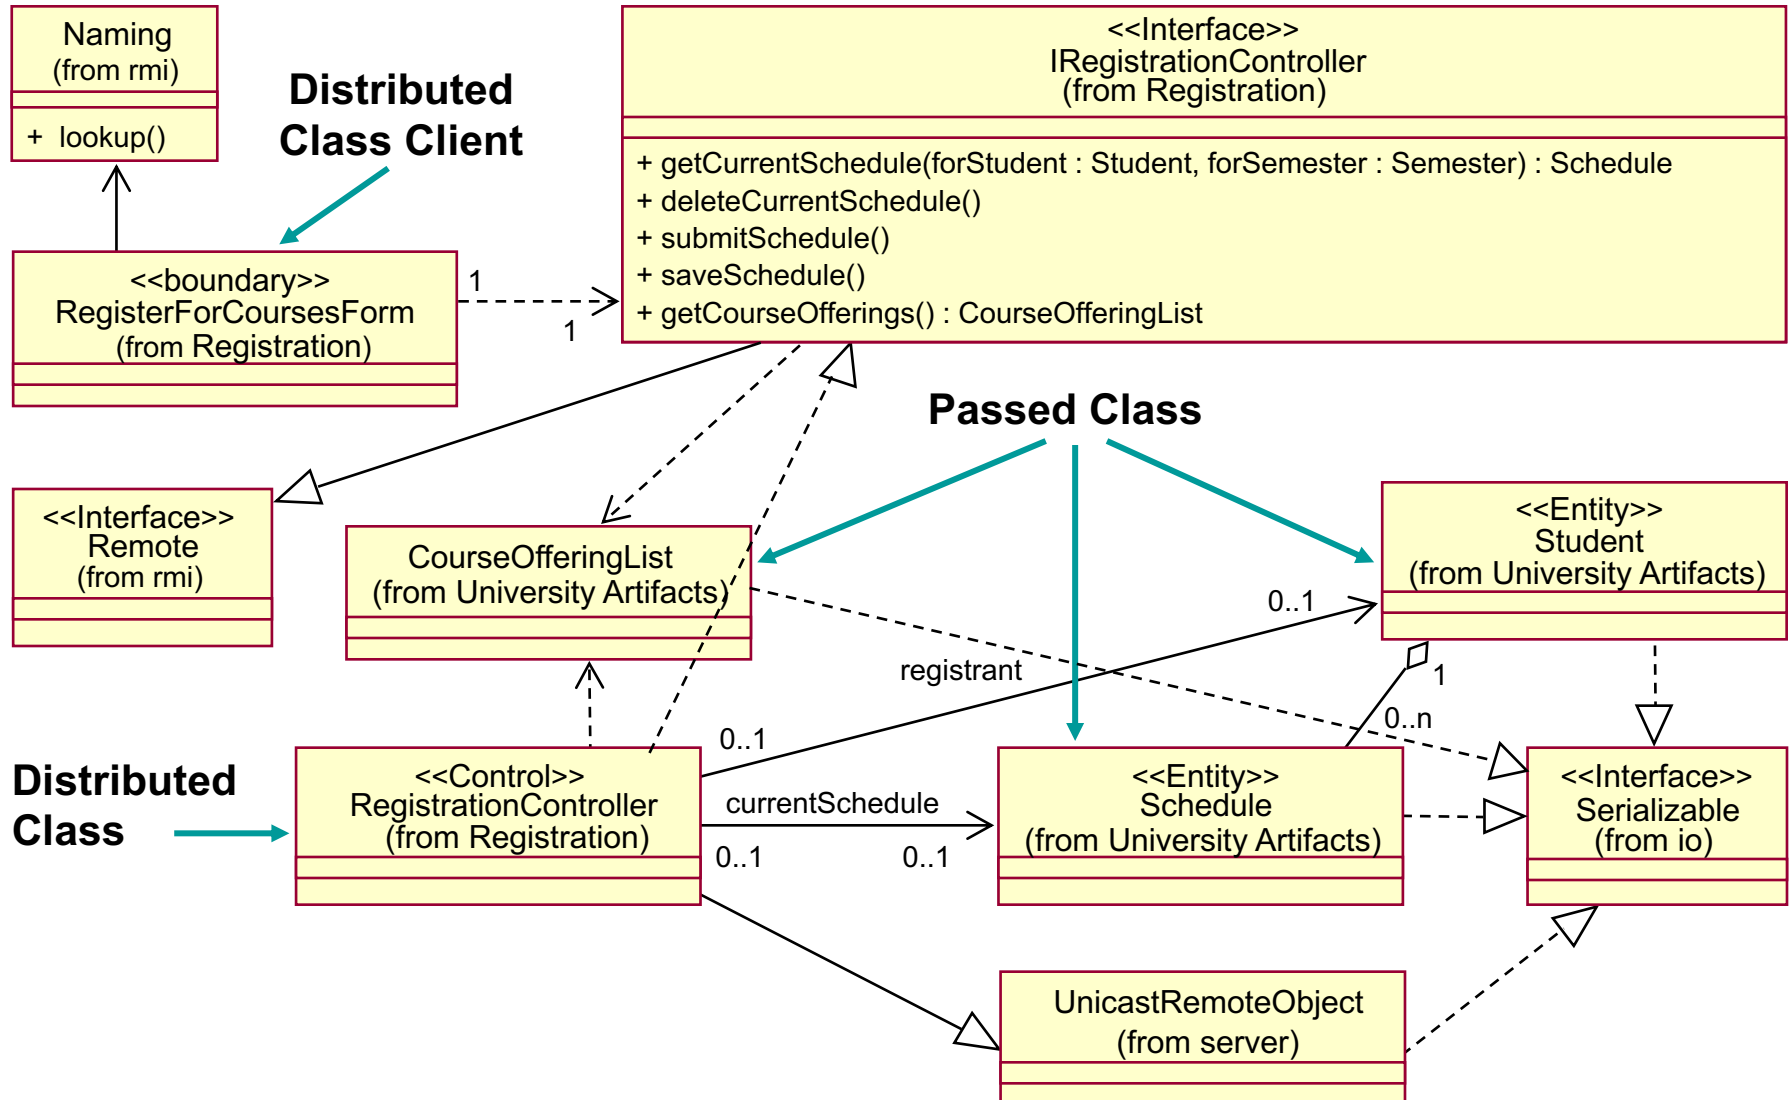 Naming
(from rmi)
+ lookup()
Distributed
Class Client
<<Interface>>
IRegistrationController
(from Registration)
+ getCurrentSchedule(forStudent : Student, forSemester : Semester) : Schedule
+ deleteCurrentSchedule()
+ submitSchedule()
+ saveSchedule()
+ getCourseOfferings() : CourseOfferingList
<<boundary>>
RegisterForCoursesForm
(from Registration)
1
1
Passed Class
<<Interface>>
Remote
(from rmi)
CourseOfferingList
(from University Artifacts)
<<Entity>>
Student
(from University Artifacts)
0..1
registrant
1
0..n
0..1
Distributed
Class
<<Control>>
RegistrationController
(from Registration)
currentSchedule
0..1
0..1
<<Entity>>
Schedule
(from University Artifacts)
<<Interface>>
Serializable
(from io)
UnicastRemoteObject
(from server)